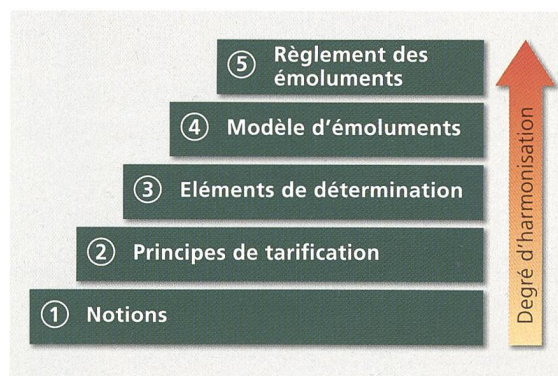 ⑤ Règlement des
émoluments
④ Modèle d'émoluments
③ Eléments de détermination
② Principes de tarification
① Notions
Degré d'harmonisation